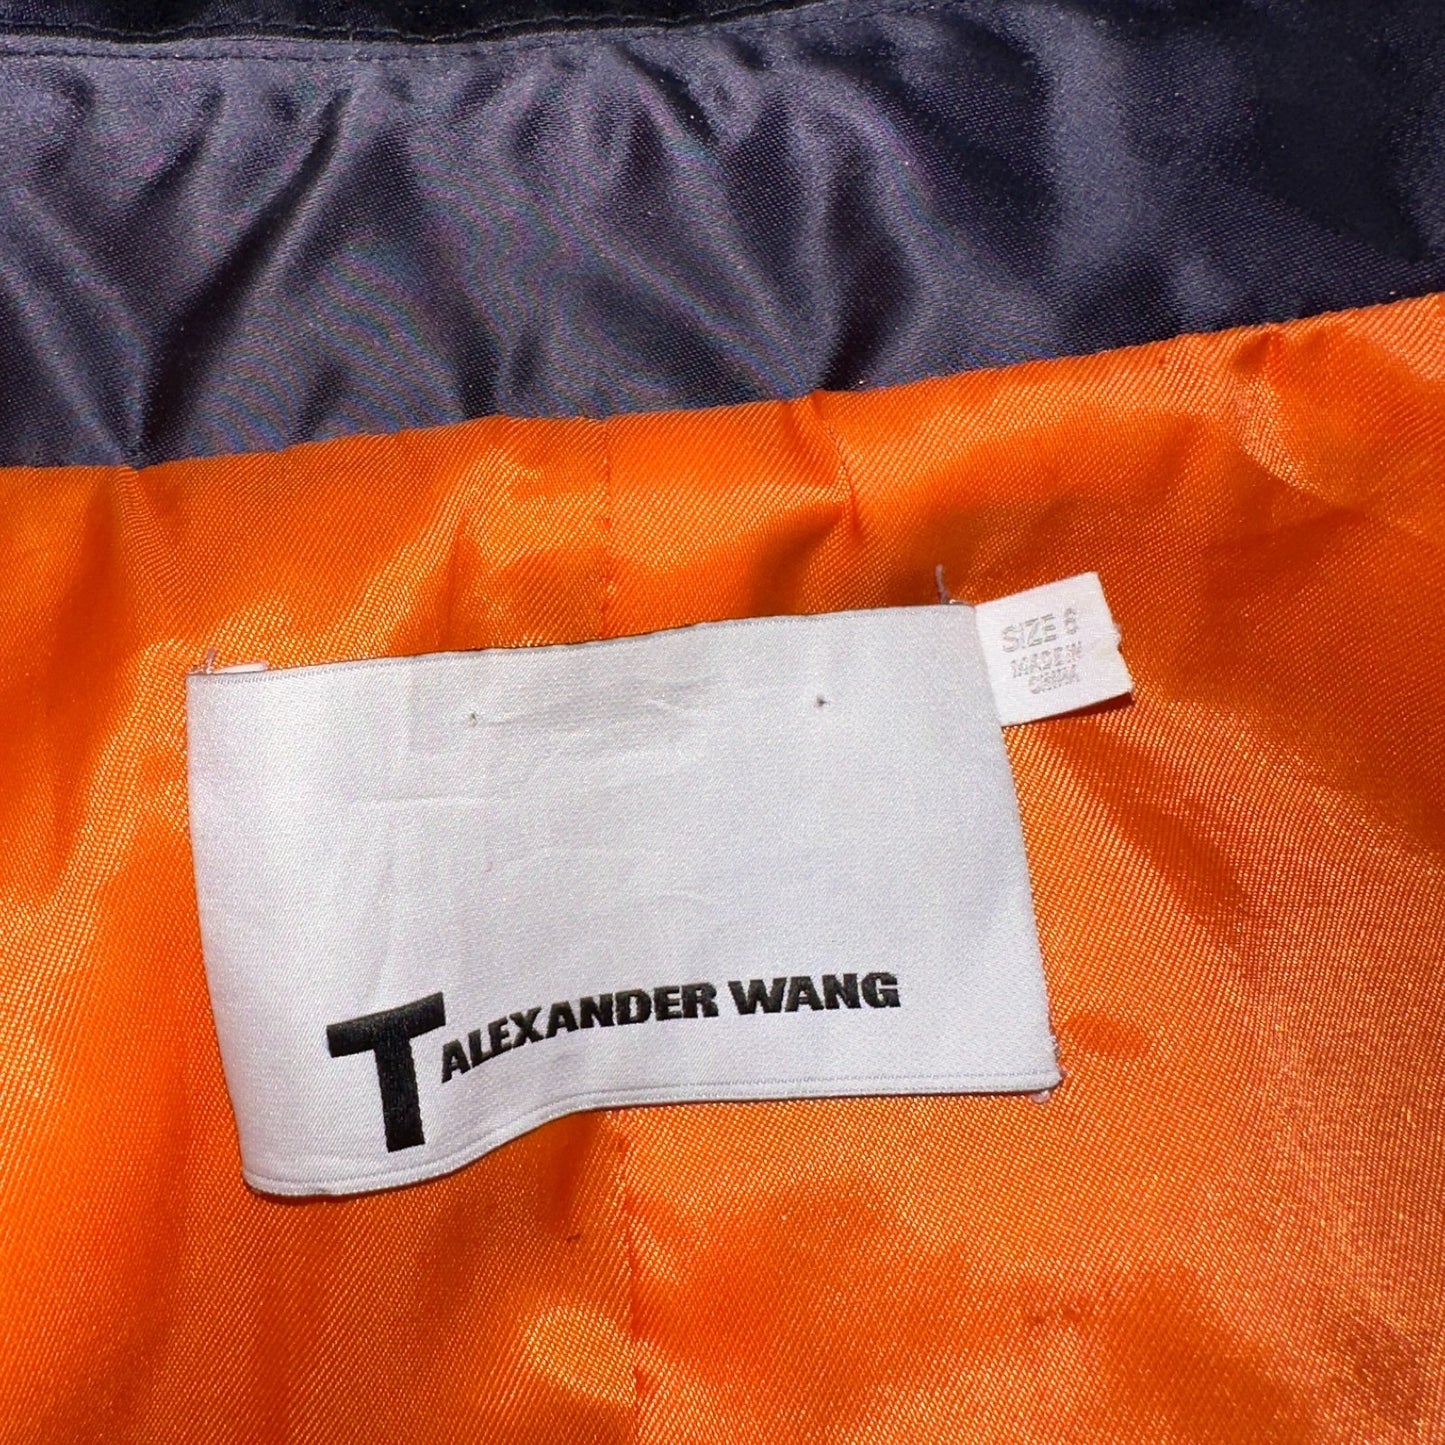 SIZE 6
MADE IN
CHINA
T ALEXANDER WANG